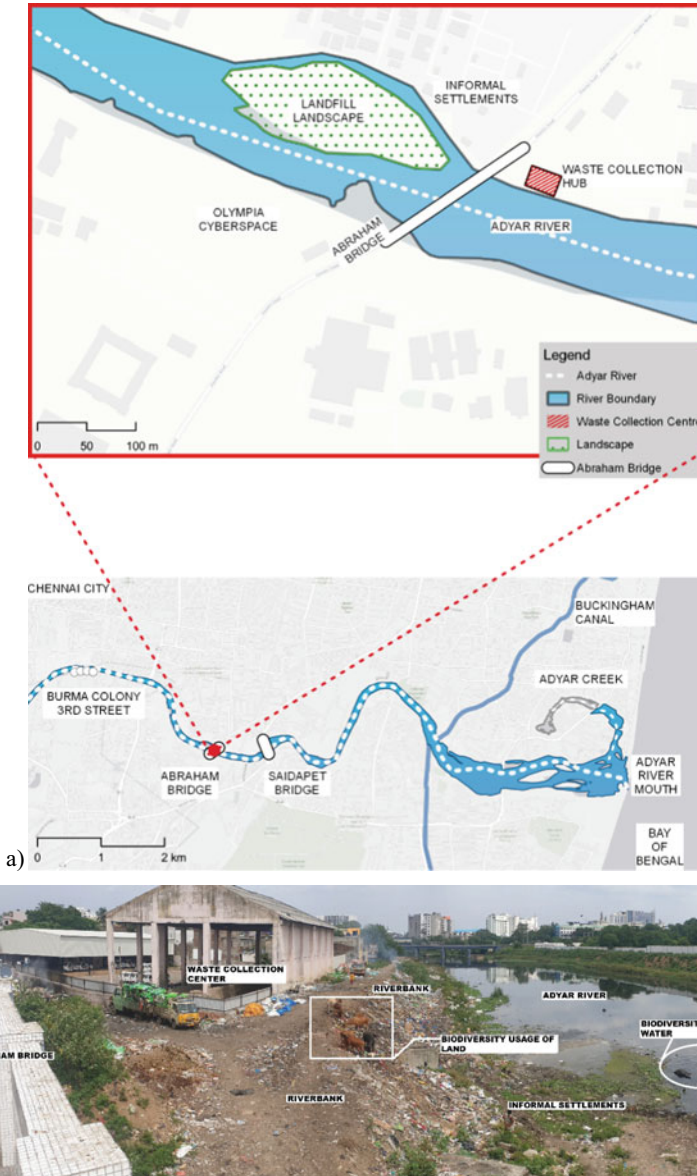 INFORMAL
SETTLEMENTS
LANDFILL
LANDSCAPE
WASTE COLLECTION
HUB
OLYMPIA
CYBERSPACE
ABRAHAM
BRIDGE
ADYAR RIVER
Legend
Adyar River
River Boundary
Waste Collection Centre
Landscape
Abraham Bridge
0 50 100 m
CHENNAI CITY
BUCKINGHAM
CANAL
ADYAR CREEK
BURMA COLONY
3RD STREET
ABRAHAM
BRIDGE
SAIDAPET
BRIDGE
ADYAR
RIVER
MOUTH
BAY
OF
BENGAL
0 1 2 km
a)
WASTE COLLECTION
CENTER
RIVERBANK
ADYAR RIVER
BIODIVERSIT
WATER
BIODIVERSITY USAGE OF
LAND
HAM BRIDGE
RIVERBANK
INFORMAL SETTLEMENTS